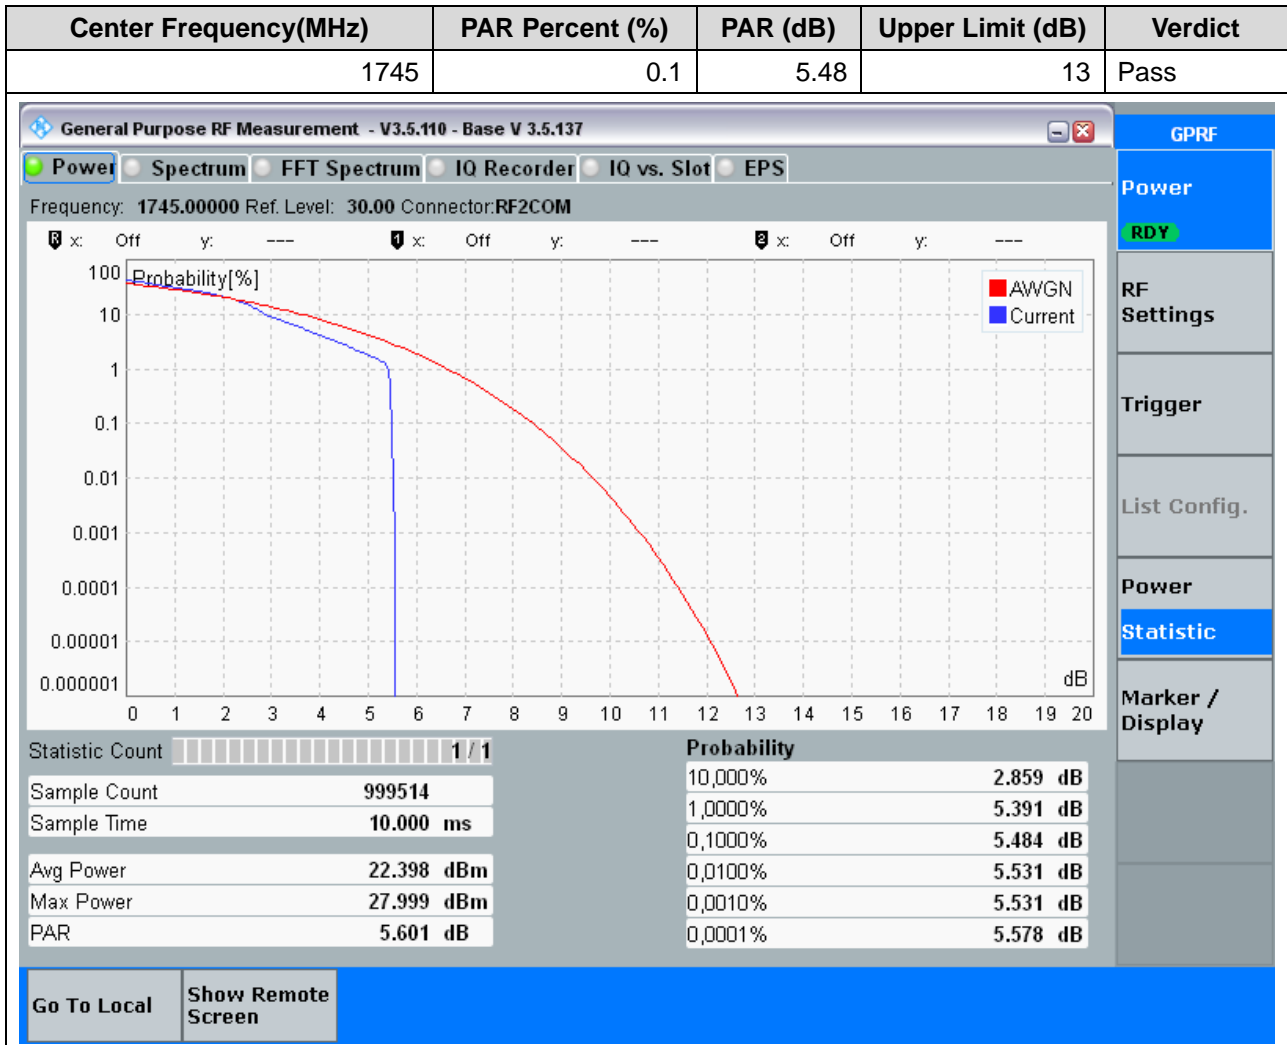 Center Frequency(MHz) PAR Percent (%) PAR (dB) Upper Limit (dB) Verdict
1745 0.1 5.48 13 Pass
General Purpose RF Measurement - V3.5.110 - Base V 3.5.137
GPRF
Power Spectrum FFT Spectrum IQ Recorder IQ vs. Slot EPS
Power
RDY
Frequency: 1745.00000 Ref. Level: 30.00 Connector:RF2COM
R x: Off y: --- 1 x: Off y: --- 2 x: Off y: ---
Probability[%]
100
10
1
0.1
0.01
0.001
0.0001
0.00001
0.000001
AWGN
Current
dB
0 1 2 3 4 5 6 7 8 9 10 11 12 13 14 15 16 17 18 19 20
RF
Settings
Trigger
List Config.
Power
Statistic
Marker /
Display
Statistic Count 1 / 1
Sample Count 999514
Sample Time 10.000 ms
Avg Power 22.398 dBm
Max Power 27.999 dBm
PAR 5.601 dB
Probability
10,000% 2.859 dB
1,0000% 5.391 dB
0,1000% 5.484 dB
0,0100% 5.531 dB
0,0010% 5.531 dB
0,0001% 5.578 dB
Go To Local
Show Remote
Screen